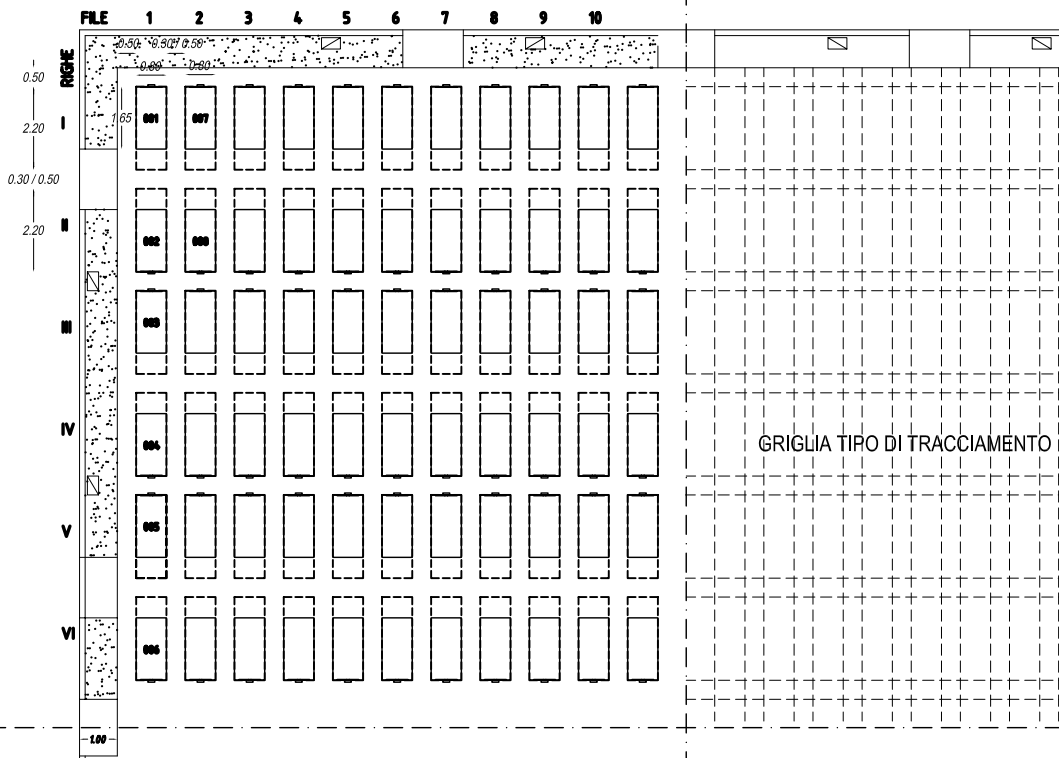 FILE 1 2 3 4 5 6 7 8 9 10
RIGHE
0.50 0.30 / 0.50
0.80 0.80
0.50
2.20
0.30 / 0.50
2.20
1.65
I
001 007
II
002 008
III
003
IV
004
GRIGLIA TIPO DI TRACCIAMENTO
V
005
VI
006
1.00